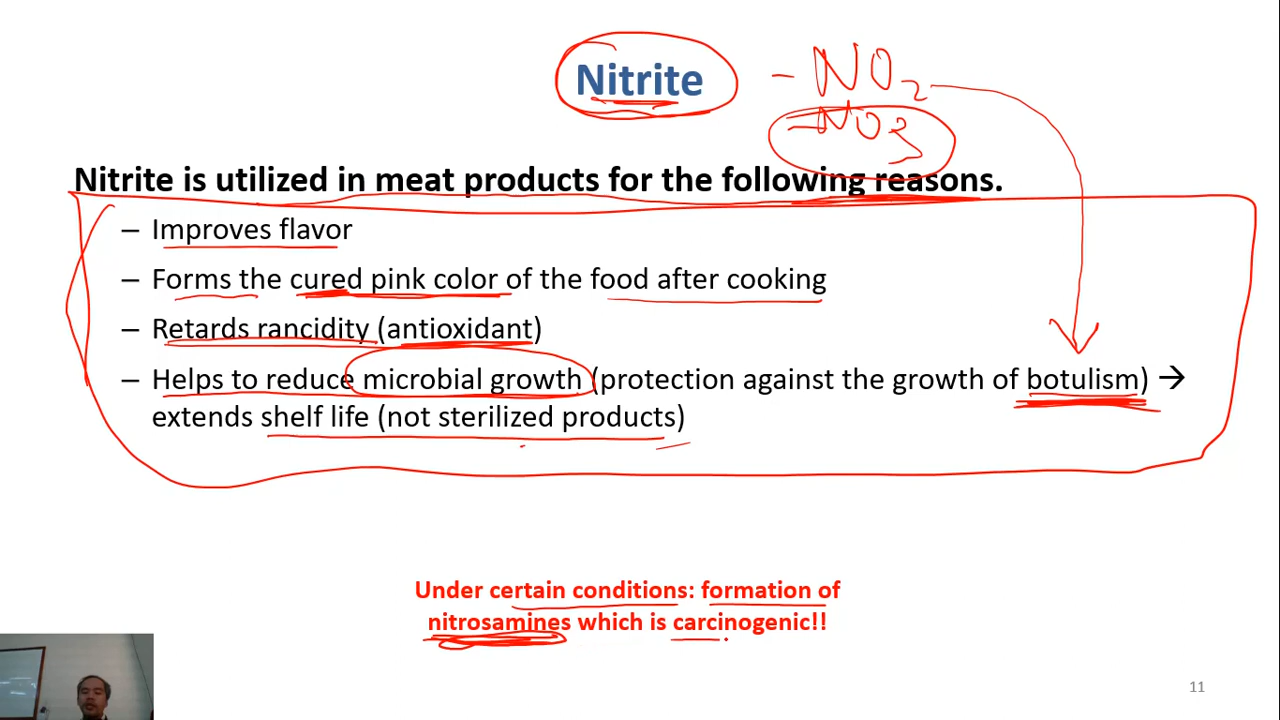 Nitrite
- NO2
- NO3
Nitrite is utilized in meat products for the following reasons.
– Improves flavor
– Forms the cured pink color of the food after cooking
– Retards rancidity (antioxidant)
– Helps to reduce microbial growth (protection against the growth of botulism) →
extends shelf life (not sterilized products)
Under certain conditions: formation of
nitrosamines which is carcinogenic!!
11